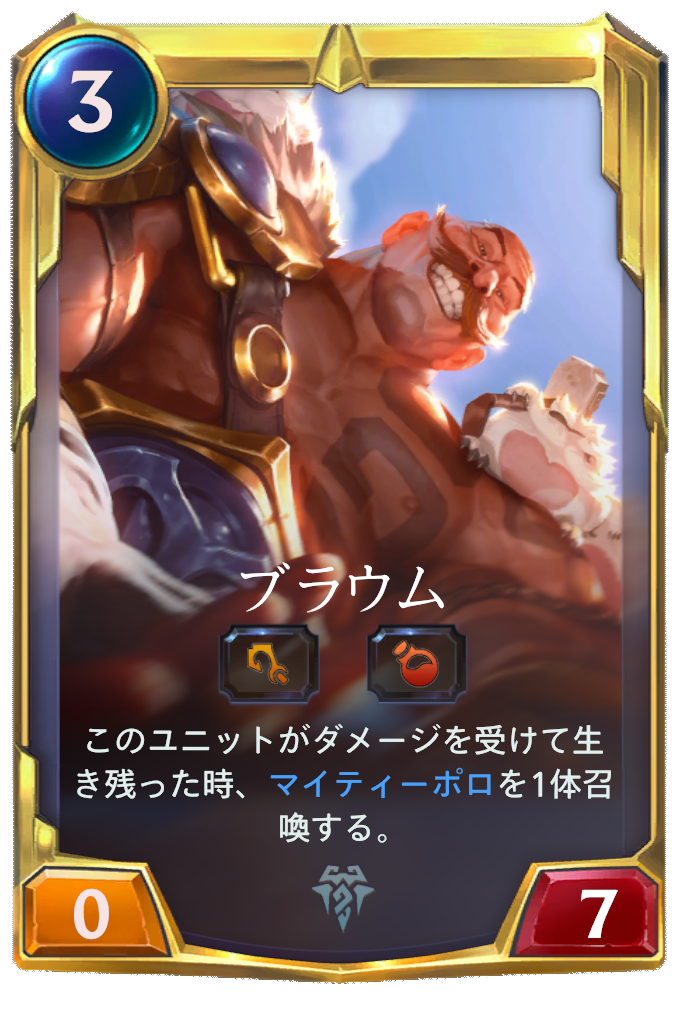 3
ブラウム
このユニットがダメージを受けて生
き残った時、マイティーポロを1体召
喚する。
0
7